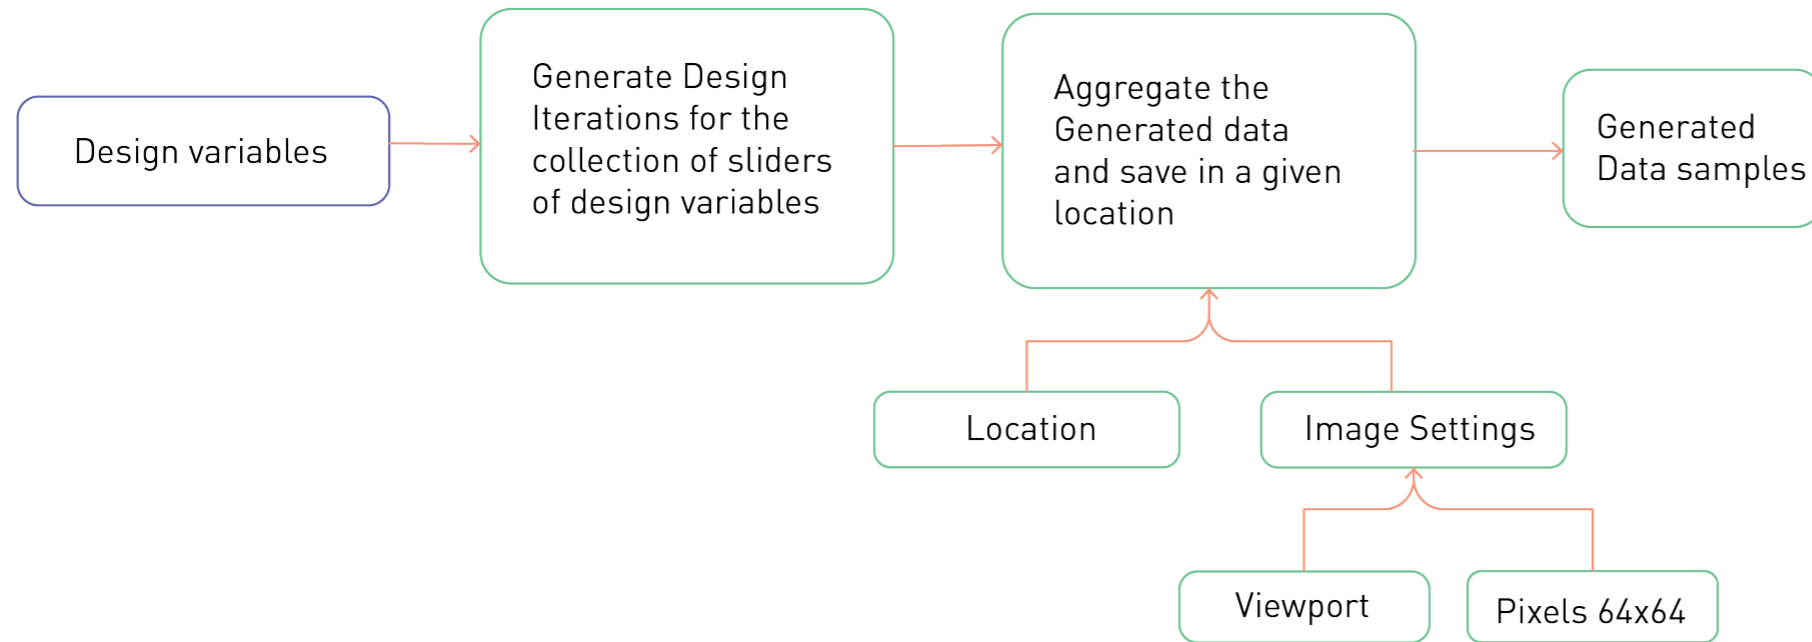 Design variables
Generate Design
Iterations for the
collection of sliders
of design variables
Aggregate the
Generated data
and save in a given
location
Generated
Data samples
Location
Image Settings
Viewport
Pixels 64x64